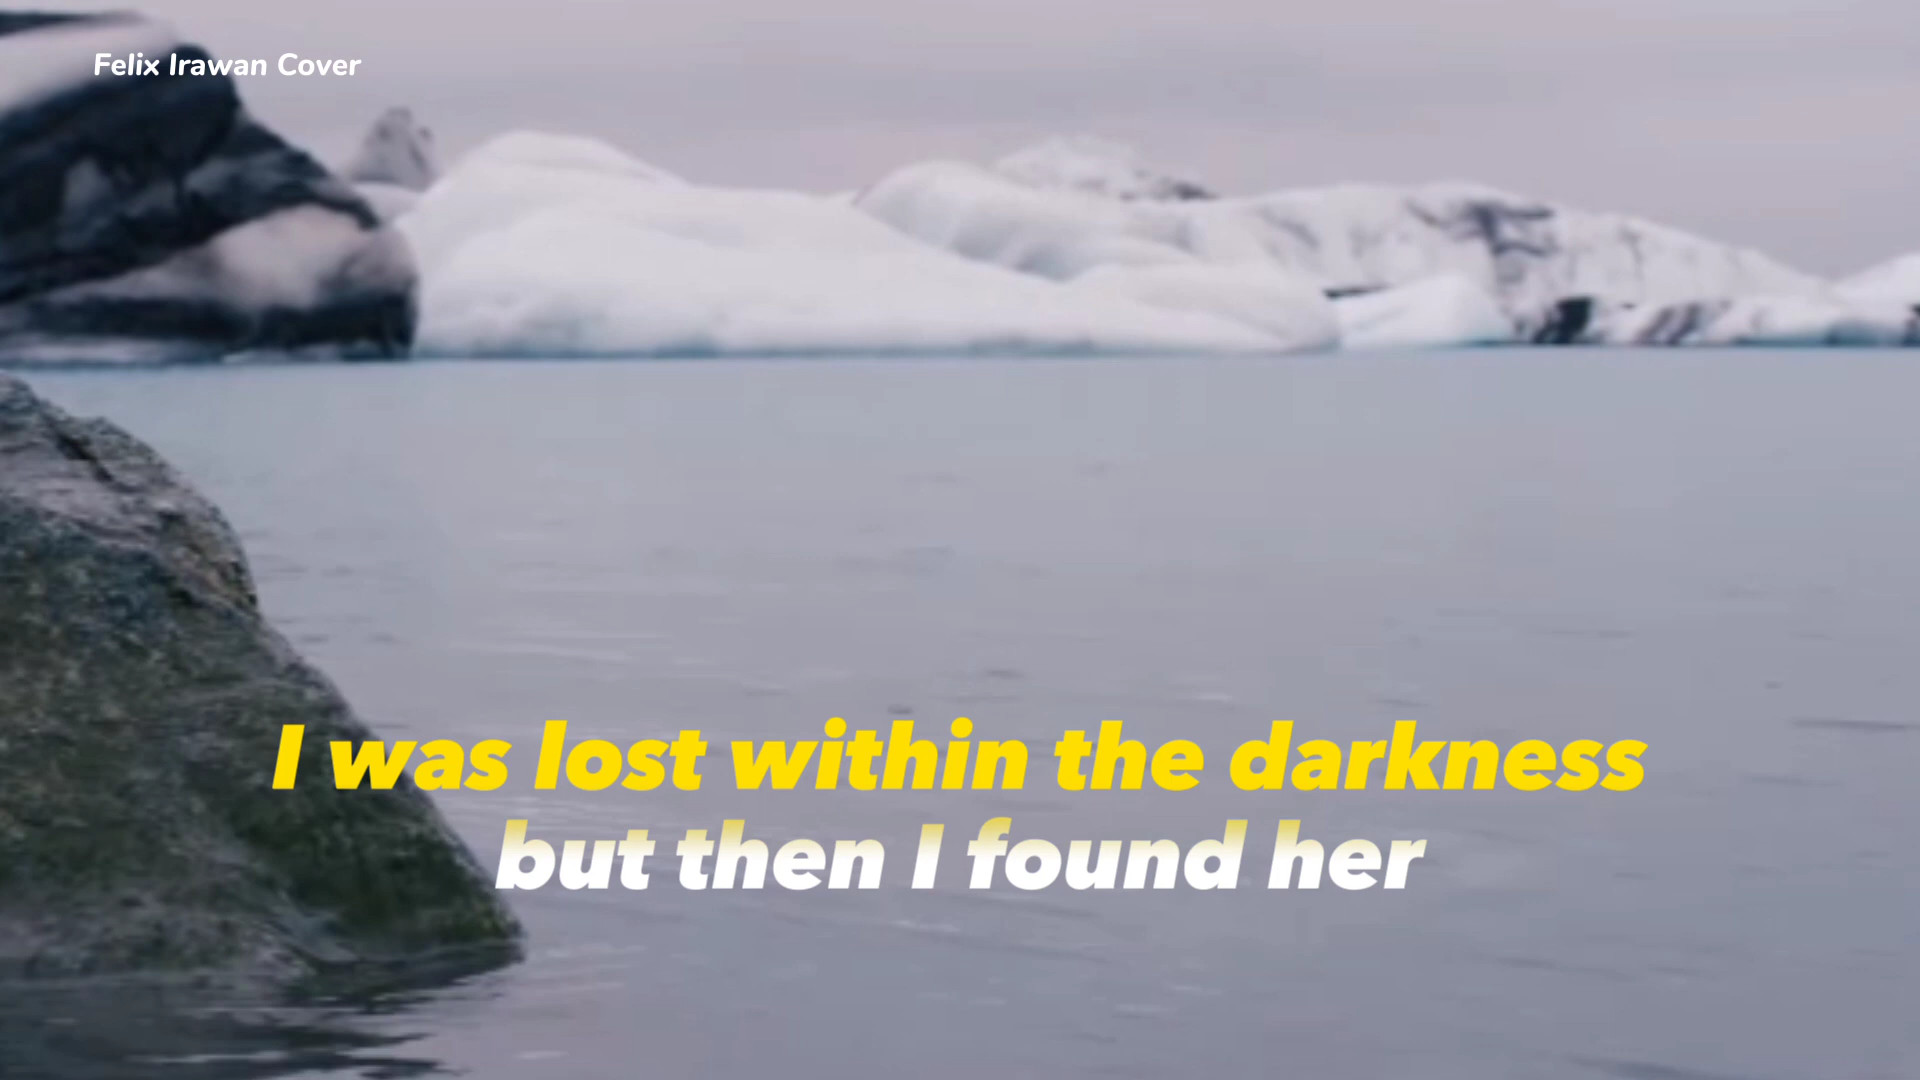 Felix Irawan Cover
I was lost within the darkness
but then I found her